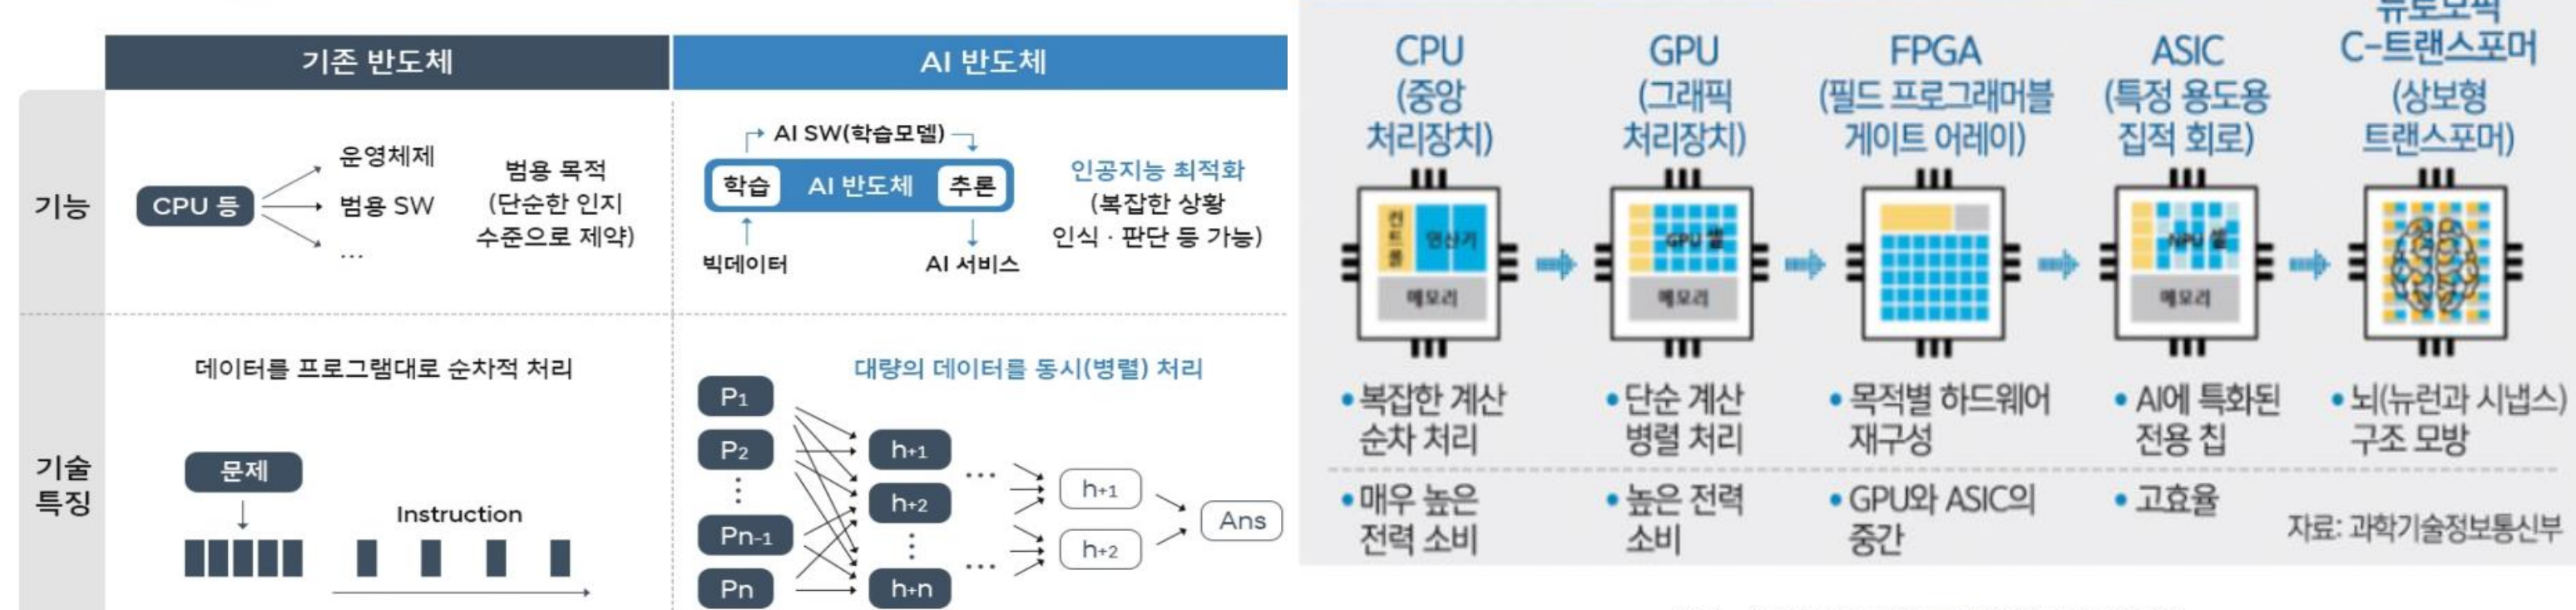 기존 반도체
AI 반도체
기능
CPU 등
운영체제
범용 SW
...
범용 목적
(단순한 인지
수준으로 제약)
AI SW(학습모델)
학습
AI 반도체
추론
빅데이터
AI 서비스
인공지능 최적화
(복잡한 상황
인식 · 판단 등 가능)
기술
특징
데이터를 프로그램대로 순차적 처리
문제
Instruction
대량의 데이터를 동시(병렬) 처리
P1
P2
Pn-1
Pn
h+1
h+2
h+n
...
...
h+1
h+2
Ans
CPU
(중앙
처리장치)
컨트롤
연산기
메모리
복잡한 계산
순차 처리
매우 높은
전력 소비
GPU
(그래픽
처리장치)
GPU 셀
메모리
단순 계산
병렬 처리
높은 전력
소비
FPGA
(필드 프로그래머블
게이트 어레이)
목적별 하드웨어
재구성
GPU와 ASIC의
중간
ASIC
(특정 용도용
집적 회로)
NPU 셀
메모리
AI에 특화된
전용 칩
고효율
뉴로모픽
C-트랜스포머
(상보형
트랜스포머)
뇌(뉴런과 시냅스)
구조 모방
자료: 과학기술정보통신부